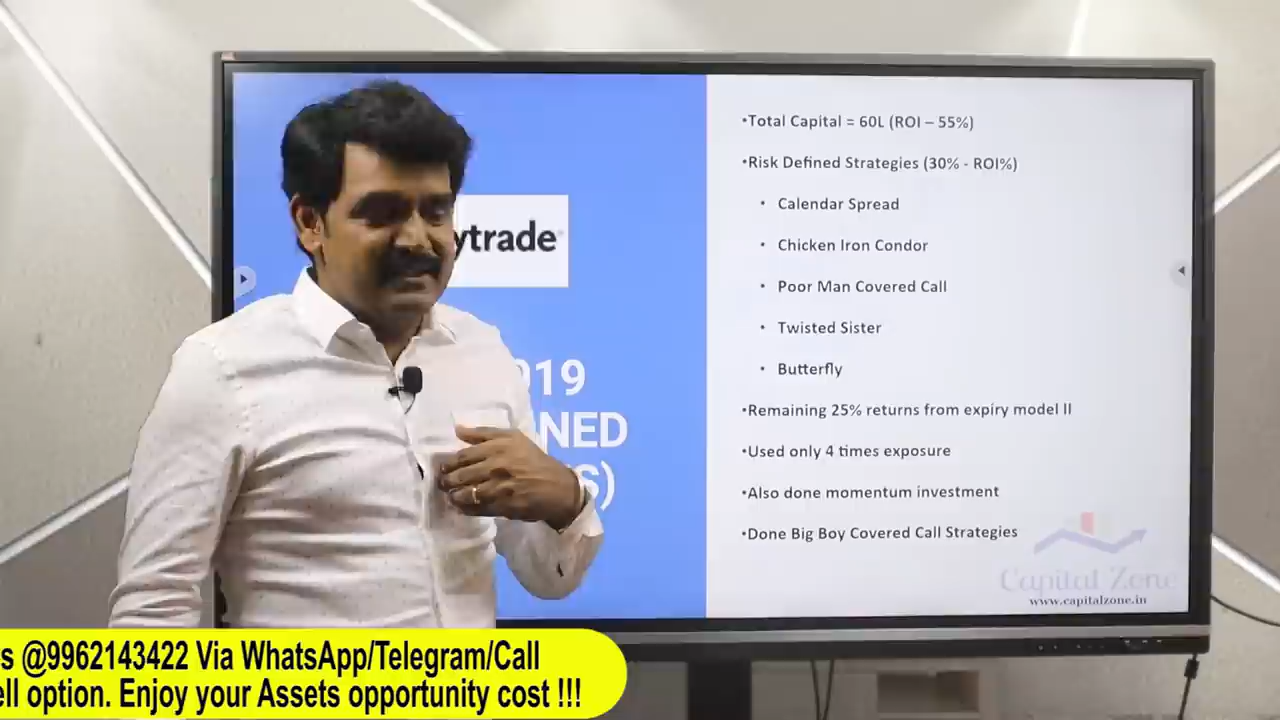 •Total Capital = 60L (ROI – 55%)
•Risk Defined Strategies (30% - ROI%)
• Calendar Spread
• Chicken Iron Condor
• Poor Man Covered Call
• Twisted Sister
• Butterfly
•Remaining 25% returns from expiry model II
•Used only 4 times exposure
•Also done momentum investment
•Done Big Boy Covered Call Strategies
Capital Zone
www.capitalzone.in
ytrade
919
NED
S)
s @9962143422 Via WhatsApp/Telegram/Call
ell option. Enjoy your Assets opportunity cost !!!